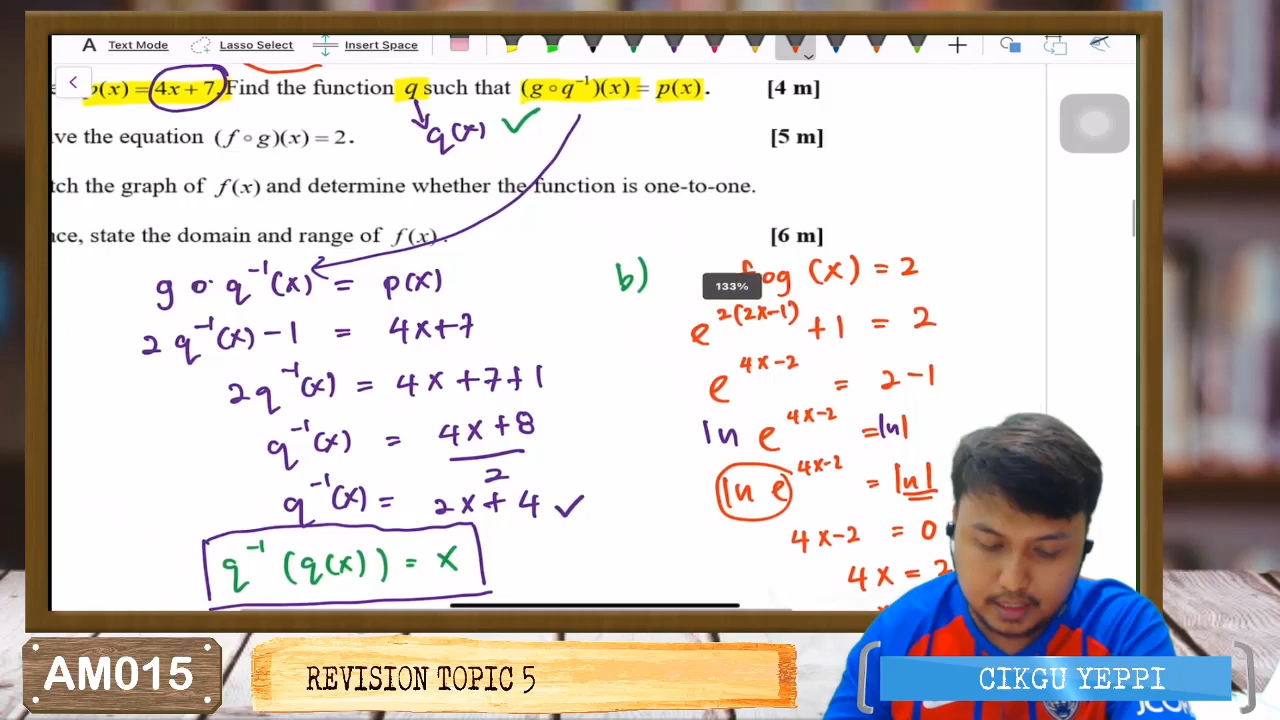 A Text Mode Lasso Select Insert Space
p(x) = 4x + 7. Find the function q such that (g ∘ q⁻¹)(x) = p(x). [4 m]
q(x) ✓
ve the equation (f ∘ g)(x) = 2. [5 m]
tch the graph of f(x) and determine whether the function is one-to-one.
nce, state the domain and range of f(x). [6 m]
g o q⁻¹(x) = p(x)
2q⁻¹(x) − 1 = 4x+7
2q⁻¹(x) = 4x +7+1
q⁻¹(x) = 4x+8 / 2
q⁻¹(x) = 2x + 4 ✓
q⁻¹ (q(x)) = x
133%
b) fog (x) = 2
e^2(2x−1) + 1 = 2
e^4x−2 = 2−1
ln e^4x−2 = ln1
ln e^4x−2 = ln1
4x−2 = 0
4x = 2
AM015
REVISION TOPIC 5
[ CIKGU YEPPI ]